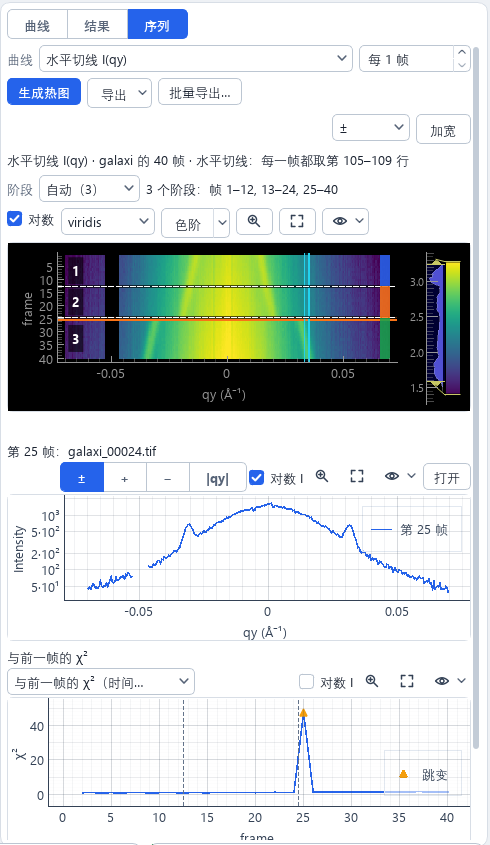 曲线 结果 序列
曲线 水平切线 I(qy) 每 1 帧
生成热图 导出 批量导出...
± 加宽
水平切线 I(qy) · galaxi 的 40 帧 · 水平切线：每一帧都取第 105–109 行
阶段 自动（3） 3 个阶段：帧 1–12, 13–24, 25–40
对数 viridis 色阶
frame
5
10
15
20
25
30
35
40
1
2
3
-0.05 0 0.05
qy (Å⁻¹)
3.0
2.5
2.0
1.5
第 25 帧：galaxi_00024.tif
± + − |qy| 对数 I 打开
Intensity
10³
5·10²
2·10²
10²
5·10¹
第 25 帧
-0.05 0 0.05
qy (Å⁻¹)
与前一帧的 χ²
与前一帧的 χ²（时间... 对数 I
χ²
40
20
0
跳变
0 5 10 15 20 25 30 35 40
frame